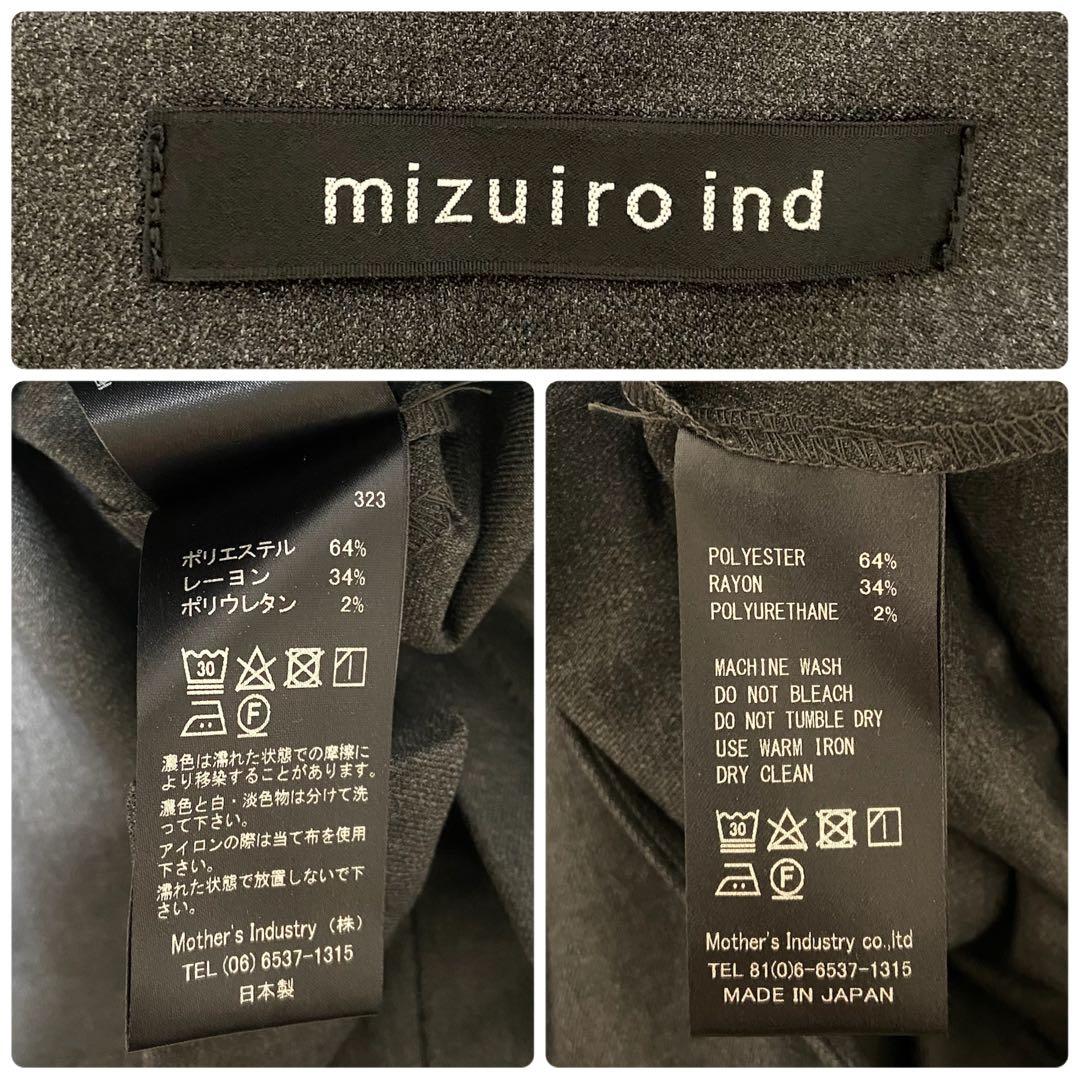 mizuiro ind
323
ポリエステル 64%
レーヨン 34%
ポリウレタン 2%
30
F
濃色は濡れた状態での摩擦に
より移染することがあります。
濃色と白・淡色物は分けて洗
って下さい。
アイロンの際は当て布を使用
下さい。
濡れた状態で放置しないで下
さい。
Mother's Industry (株)
TEL (06) 6537-1315
日本製
POLYESTER 64%
RAYON 34%
POLYURETHANE 2%
MACHINE WASH
DO NOT BLEACH
DO NOT TUMBLE DRY
USE WARM IRON
DRY CLEAN
30
F
Mother's Industry co.,ltd
TEL 81(0)6-6537-1315
MADE IN JAPAN